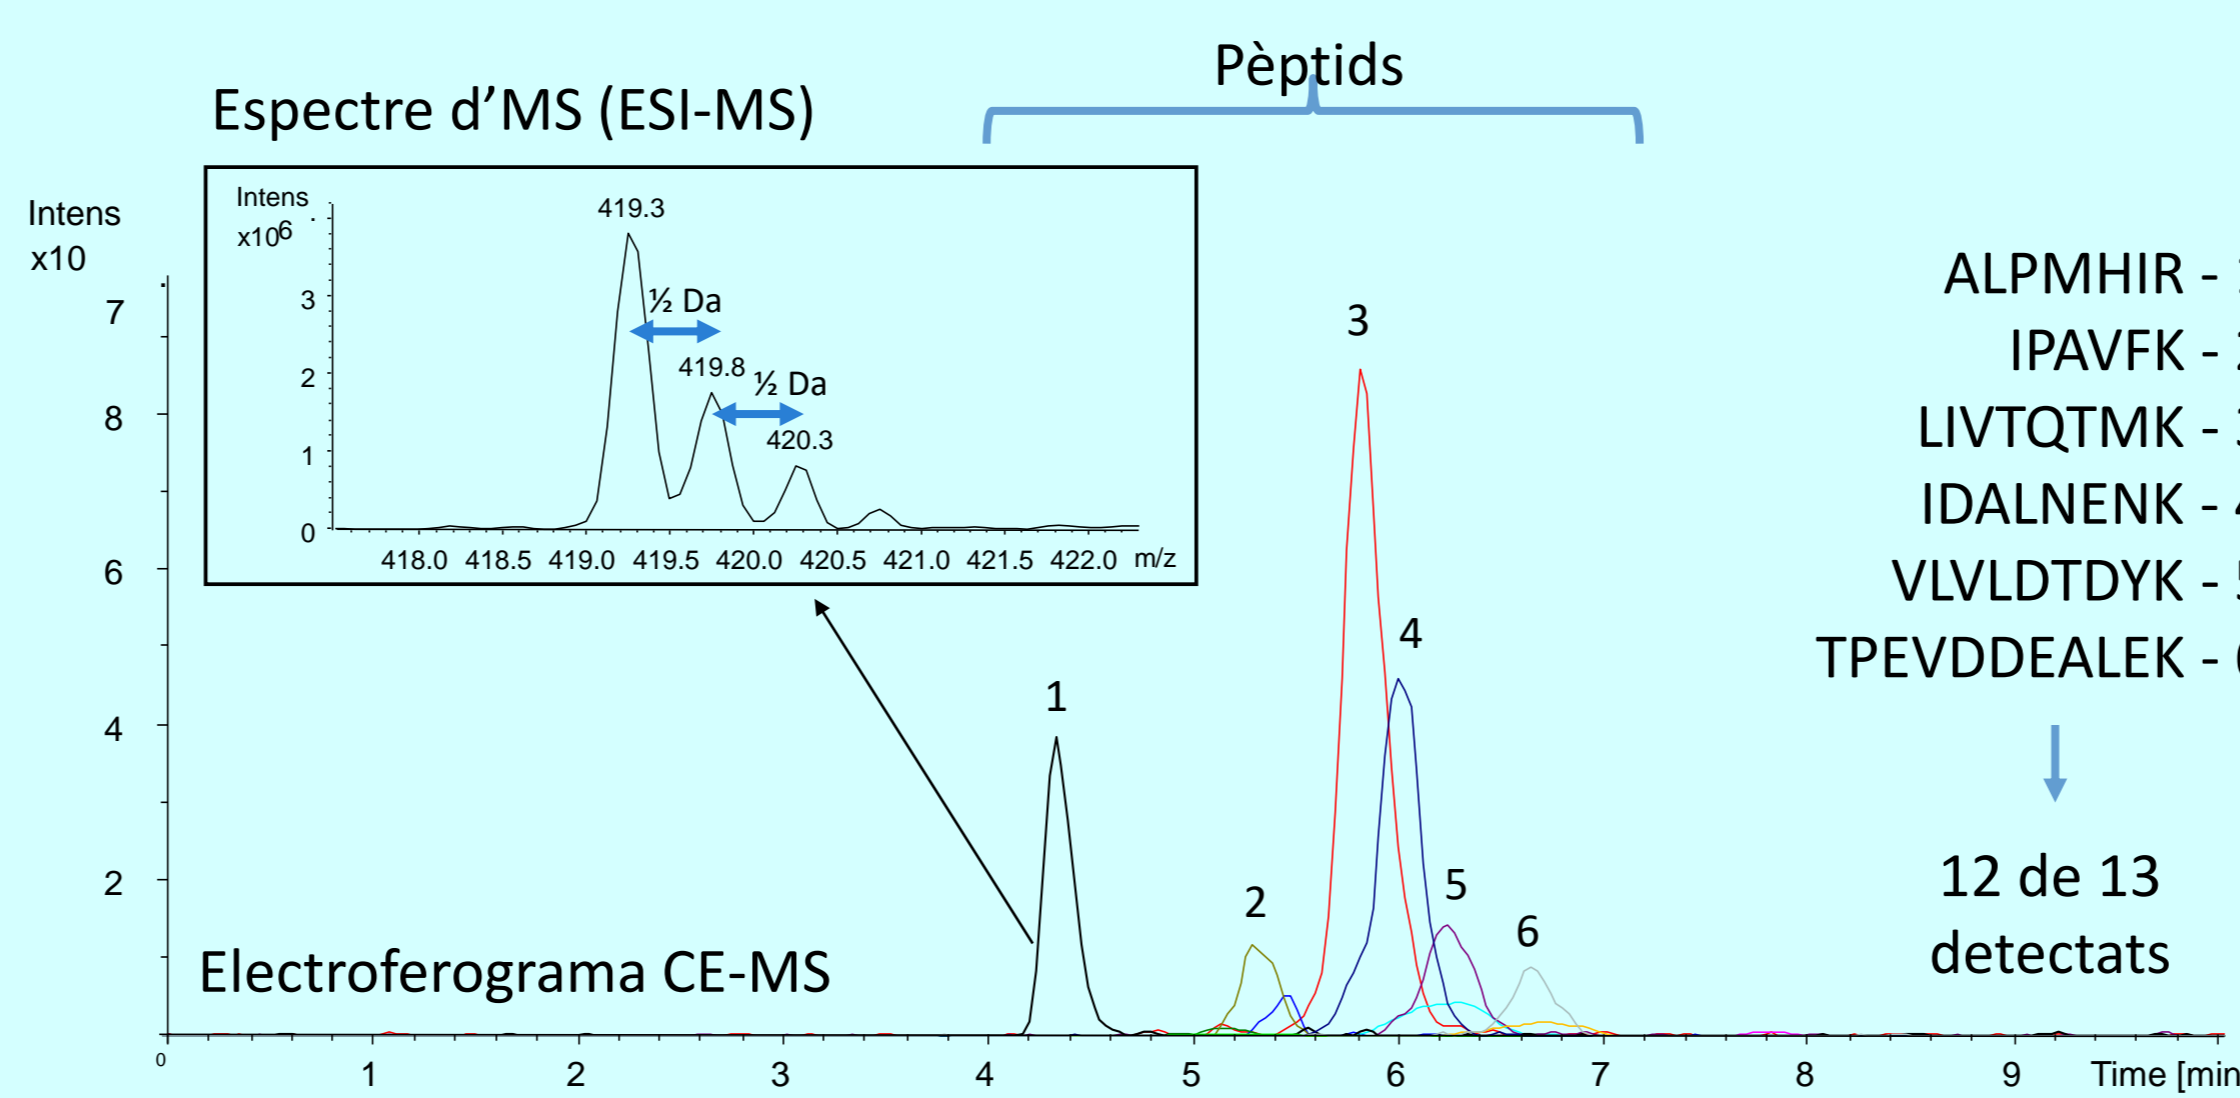 Pèptids
Espectre d’MS (ESI-MS)
Intens
x10
7
8
6
4
2
Intens.
x10⁶
3
2
1
0
419.3
½ Da
419.8
½ Da
420.3
418.0 418.5 419.0 419.5 420.0 420.5 421.0 421.5 422.0 m/z
1
2
3
4
5
6
Electroferograma CE-MS
0 1 2 3 4 5 6 7 8 9 Time [min
ALPMHIR -
IPAVFK -
LIVTQTMK -
IDALNENK -
VLVLDTDYK -
TPEVDDEALEK -
12 de 13
detectats